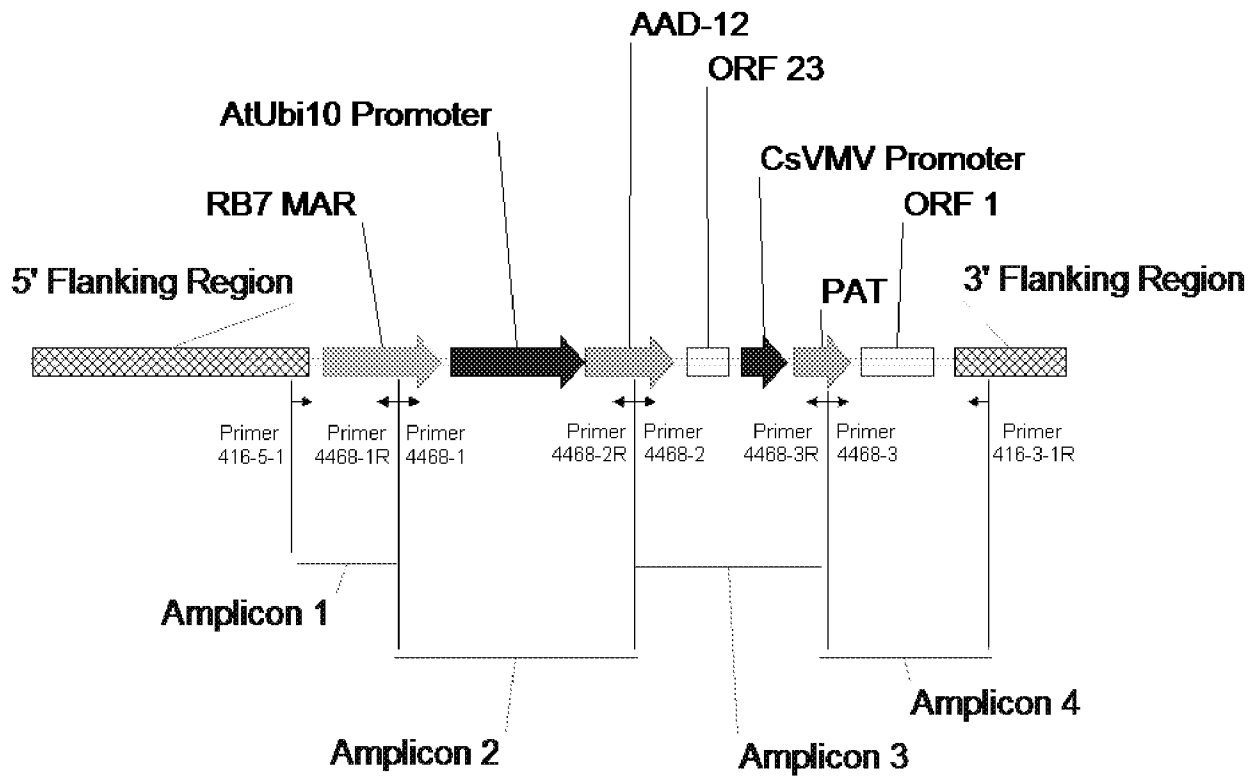 AAD-12
ORF 23
AtUbi10 Promoter
CsVMV Promoter
RB7 MAR
ORF 1
5' Flanking Region
PAT
3' Flanking Region
Primer
416-5-1
Primer
4468-1R
Primer
4468-1
Primer
4468-2R
Primer
4468-2
Primer
4468-3R
Primer
4468-3
Primer
416-3-1R
Amplicon 1
Amplicon 2
Amplicon 3
Amplicon 4